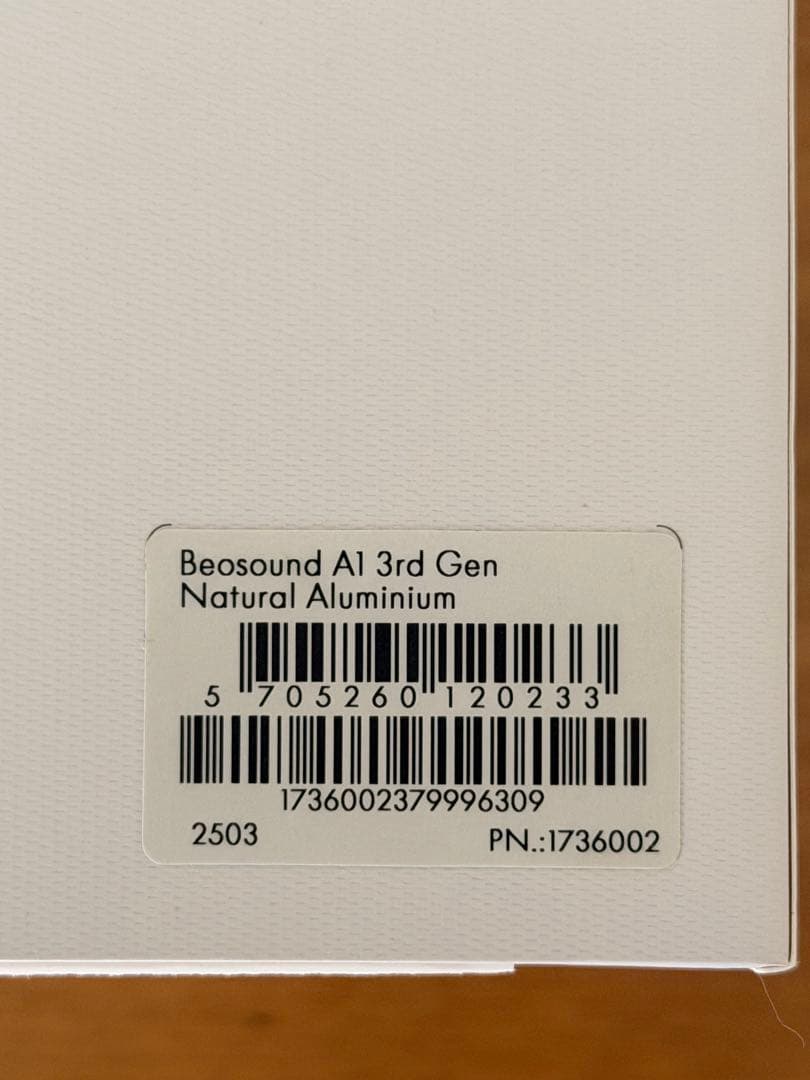 Beosound A1 3rd Gen
Natural Aluminium
5 705260 120233
1736002379996309
2503 PN.:1736002